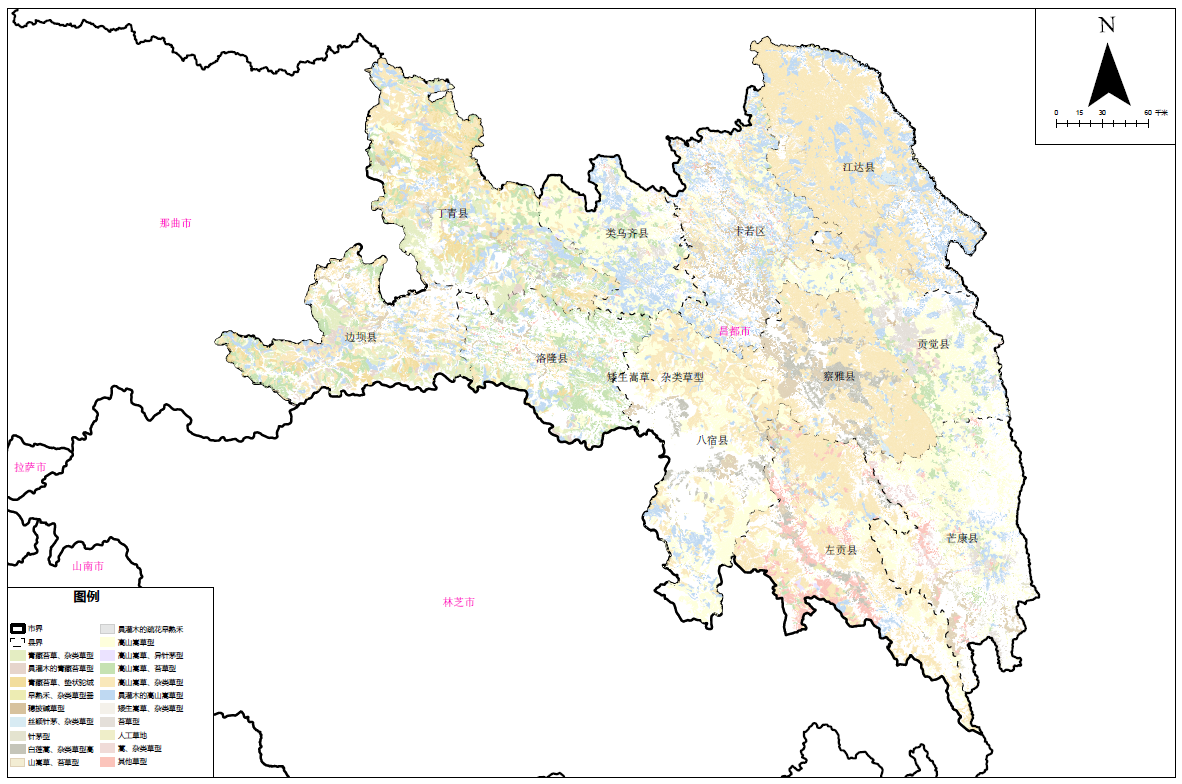 N
0 15 30 60 千米
江达县
丁青县
那曲市
类乌齐县
卡若区
昌都市
边坝县
贡觉县
洛隆县
矮生嵩草、杂类草型
察雅县
八宿县
拉萨市
芒康县
左贡县
山南市
林芝市
图例
市界
县界
青藏苔草、杂类草型
具灌木的青藏苔草型
青藏苔草、垫状驼绒
早熟禾、杂类草型暑
穗状碱草型
丝颖针茅、杂类草型
针茅型
白莲蒿、杂类草型高
山嵩草、苔草型
具灌木的疏花早熟禾
高山嵩草型
高山嵩草、异针茅型
高山嵩草、苔草型
高山嵩草、杂类草型
具灌木的高山嵩草型
矮生嵩草、杂类草型
苔草型
人工草地
蒿、杂类草型
其他草型